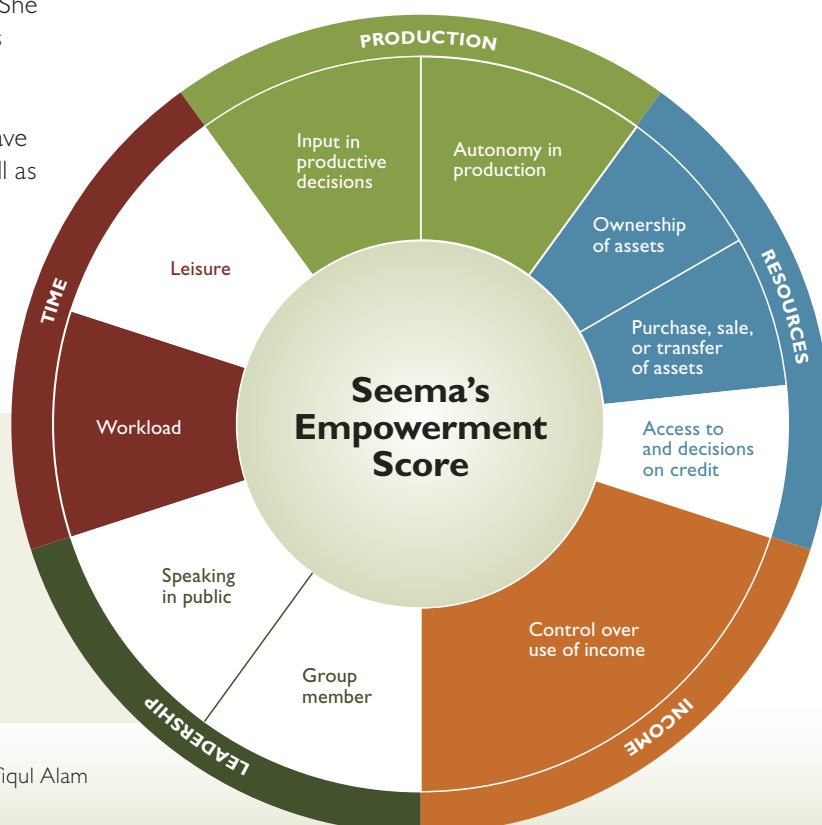 She
s
ave
ll as
PRODUCTION
Input in
productive
decisions
Autonomy in
production
Ownership
of assets
RESOURCES
Purchase, sale,
or transfer
of assets
Access to
and decisions
on credit
Leisure
TIME
Workload
Seema’s
Empowerment
Score
Speaking
in public
Group
member
LEADERSHIP
Control over
use of income
INCOME
fiqul Alam